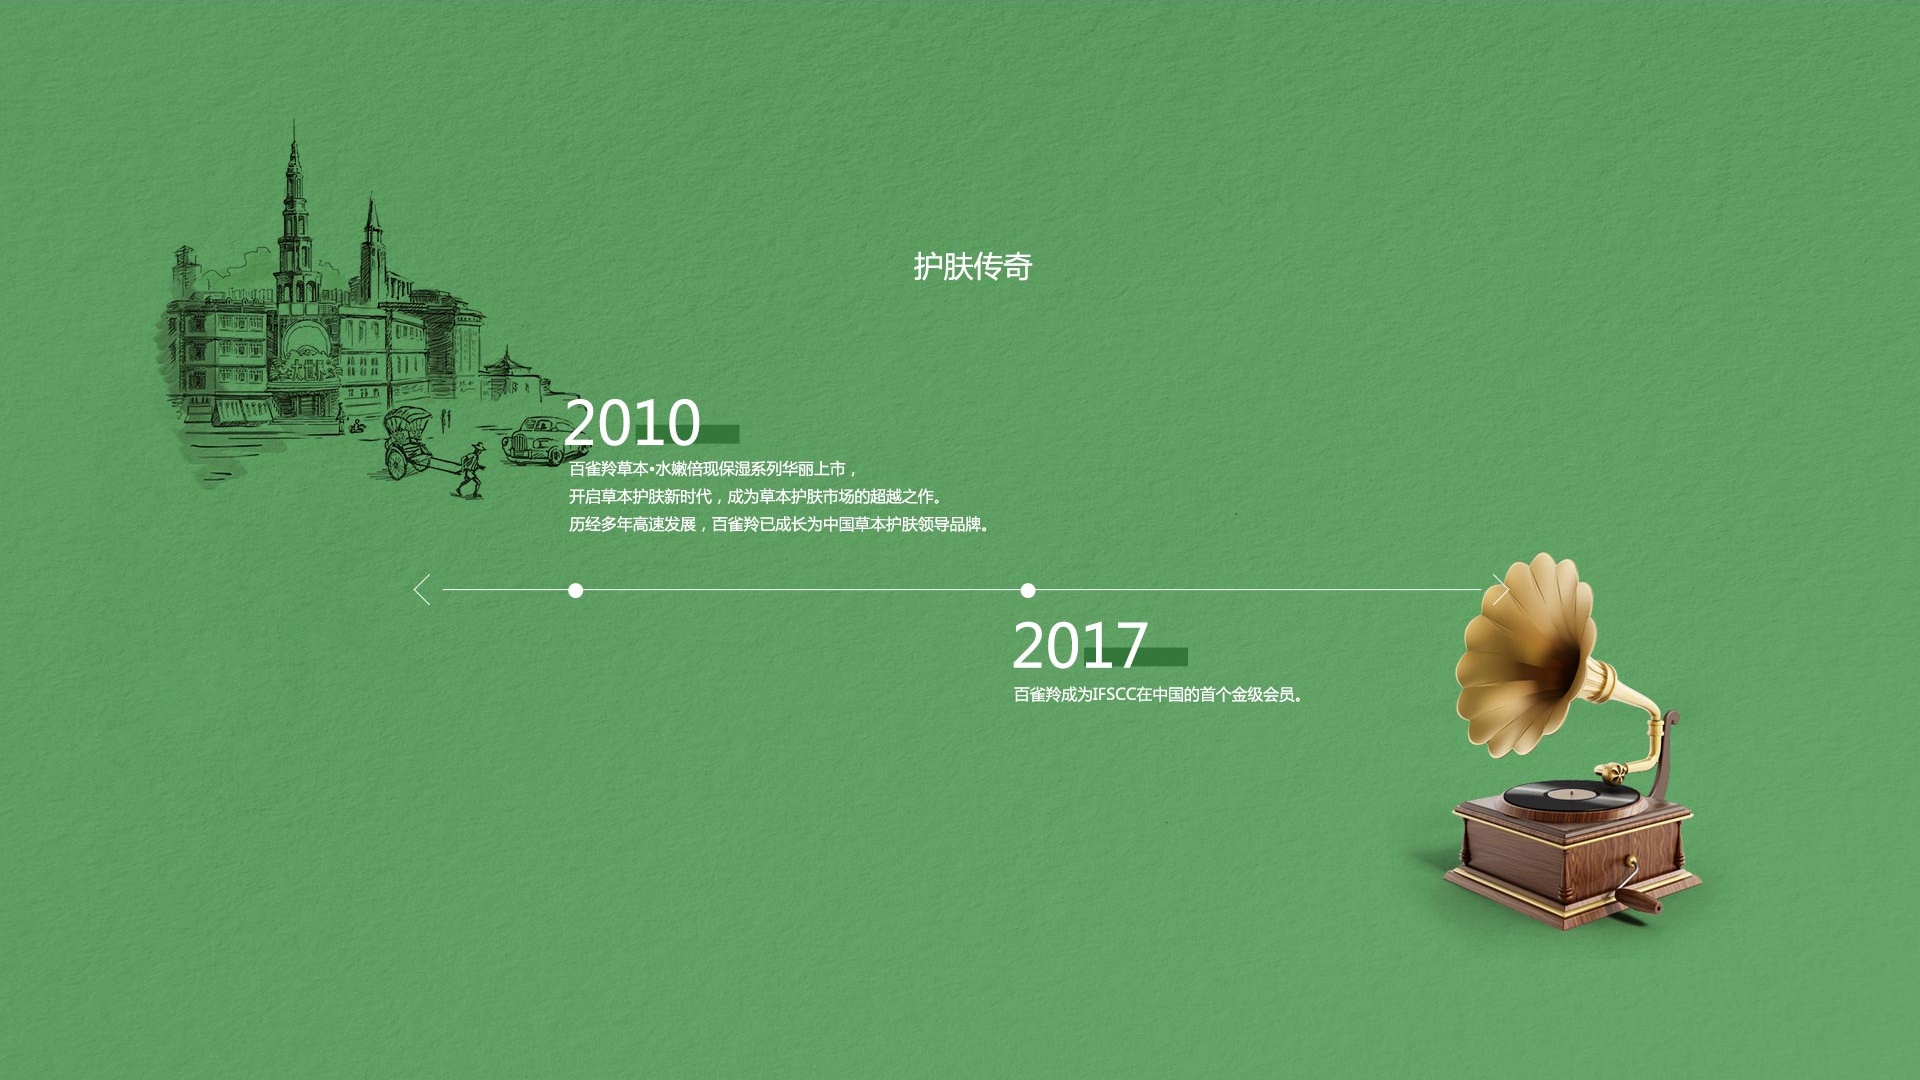 护肤传奇
大世界
2010
百雀羚草本•水嫩倍现保湿系列华丽上市，
开启草本护肤新时代，成为草本护肤市场的超越之作。
历经多年高速发展，百雀羚已成长为中国草本护肤领导品牌。
2017
百雀羚成为IFSCC在中国的首个金级会员。